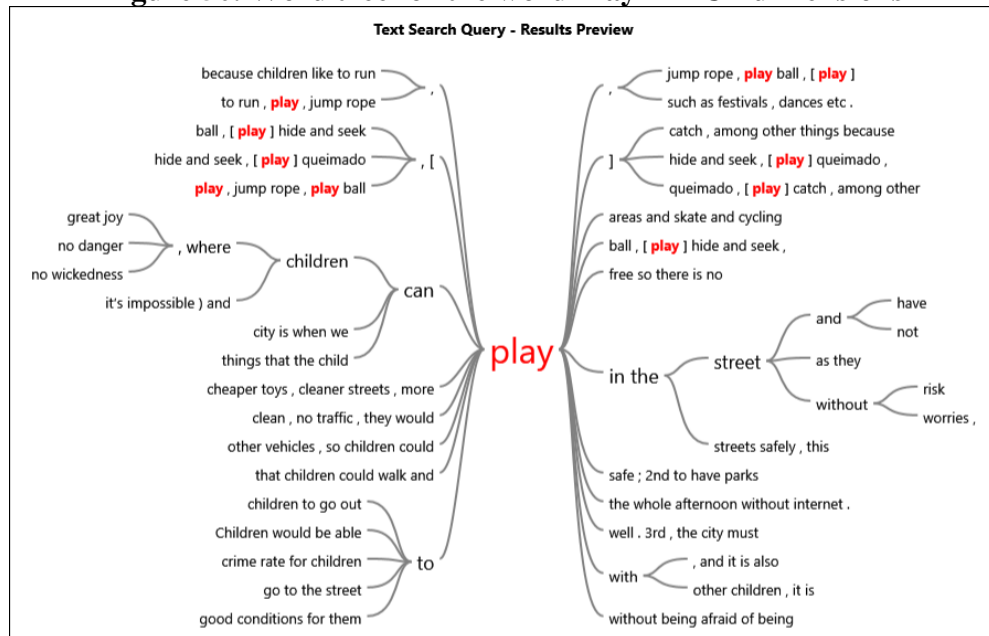 Text Search Query - Results Preview
because children like to run
to run , play , jump rope
,
ball , [ play ] hide and seek
hide and seek , [ play ] queimado
play , jump rope , play ball
, [
great joy
no danger
no wickedness
, where
it's impossible ) and
children
city is when we
things that the child
can
cheaper toys , cleaner streets , more
clean , no traffic , they would
other vehicles , so children could
that children could walk and
children to go out
Children would be able
crime rate for children
go to the street
good conditions for them
to
play
,
jump rope , play ball , [ play ]
such as festivals , dances etc .
]
catch , among other things because
hide and seek , [ play ] queimado ,
queimado , [ play ] catch , among other
areas and skate and cycling
ball , [ play ] hide and seek ,
free so there is no
in the
street
and
have
not
as they
without
risk
worries ,
streets safely , this
safe ; 2nd to have parks
the whole afternoon without internet .
well . 3rd , the city must
with
, and it is also
other children , it is
without being afraid of being